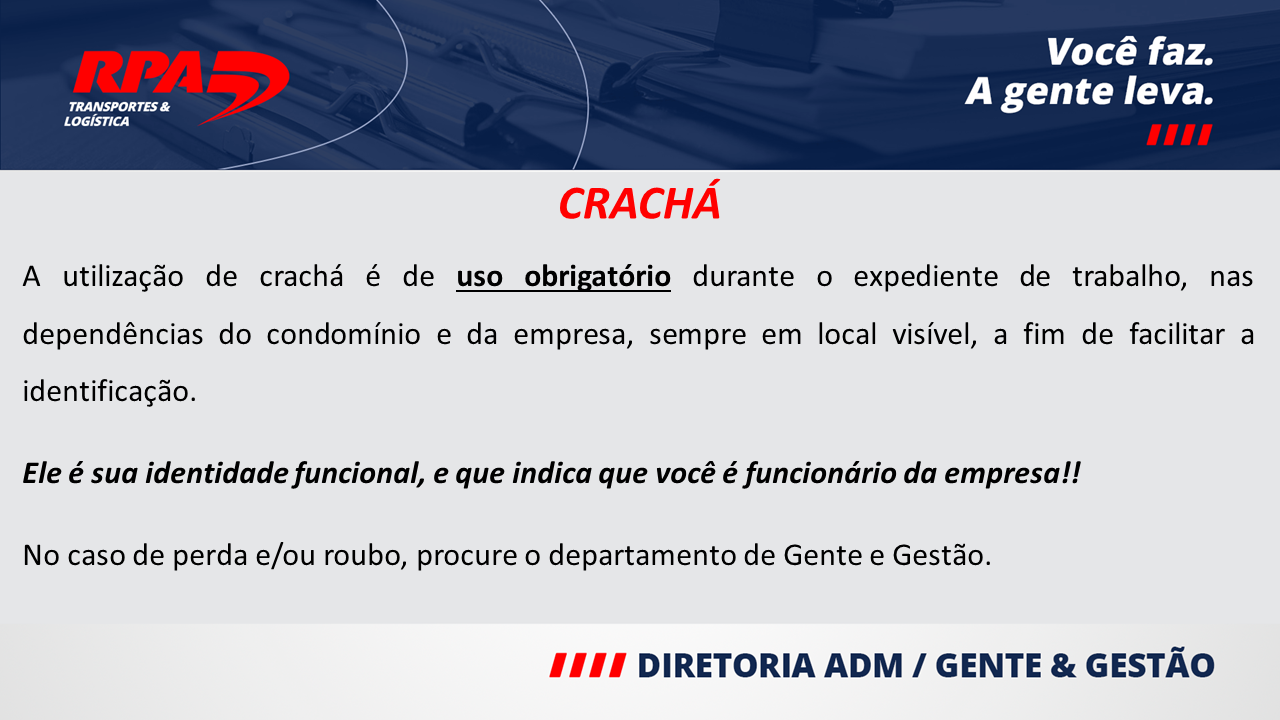 RPA
TRANSPORTES &
LOGÍSTICA
Você faz.
A gente leva.
CRACHÁ
A utilização de crachá é de uso obrigatório durante o expediente de trabalho, nas
dependências do condomínio e da empresa, sempre em local visível, a fim de facilitar a
identificação.
Ele é sua identidade funcional, e que indica que você é funcionário da empresa!!
No caso de perda e/ou roubo, procure o departamento de Gente e Gestão.
DIRETORIA ADM / GENTE & GESTÃO